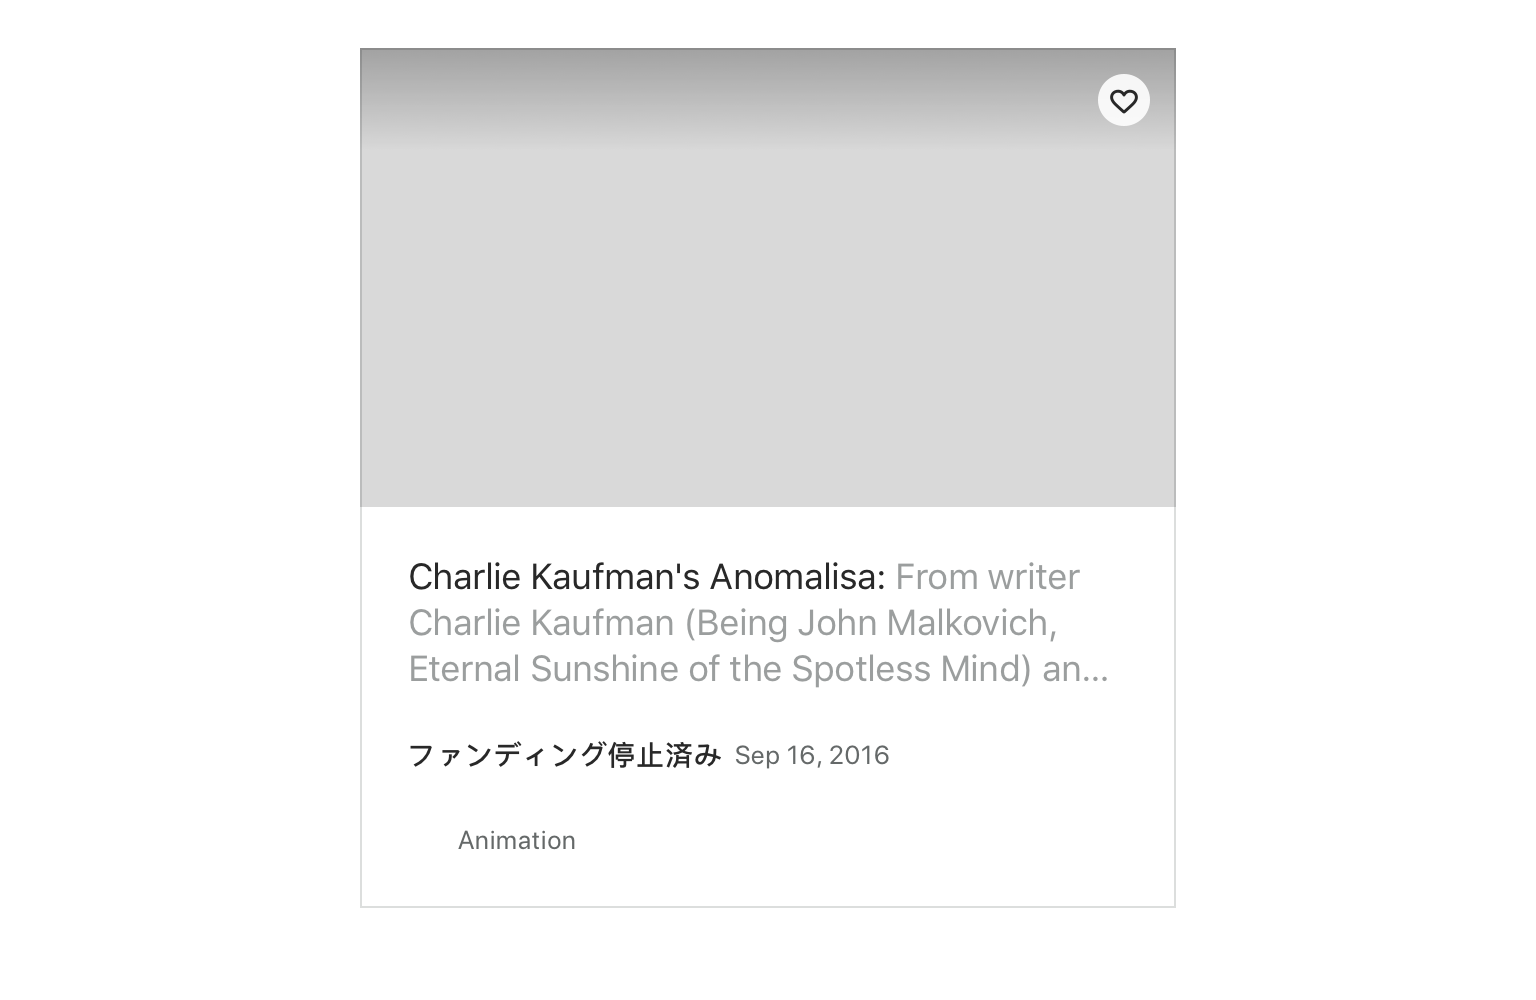 Charlie Kaufman's Anomalisa: From writer
Charlie Kaufman (Being John Malkovich,
Eternal Sunshine of the Spotless Mind) an...
ファンディング停止済み Sep 16, 2016
Animation